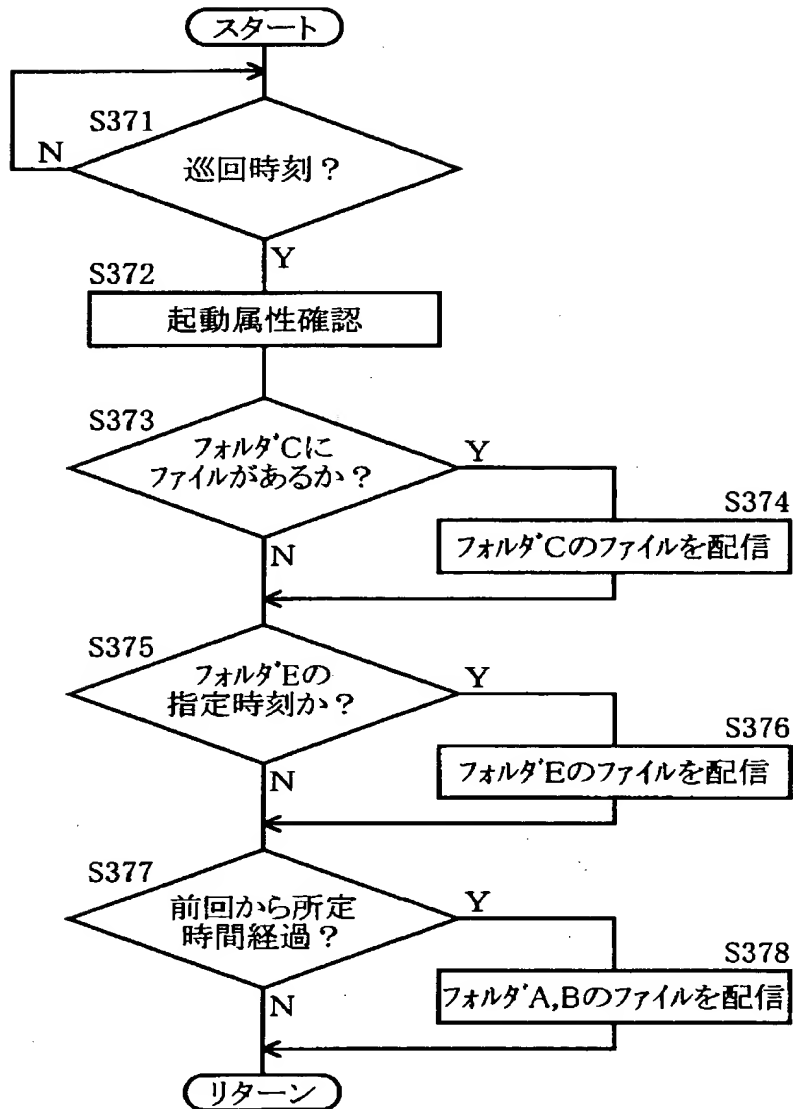 スタート
S371
N
巡回時刻？
Y
S372
起動属性確認
S373
フォルダCに
ファイルがあるか？
Y
S374
フォルダCのファイルを配信
N
S375
フォルダEの
指定時刻か？
Y
S376
フォルダEのファイルを配信
N
S377
前回から所定
時間経過？
Y
S378
フォルダA,Bのファイルを配信
N
リターン